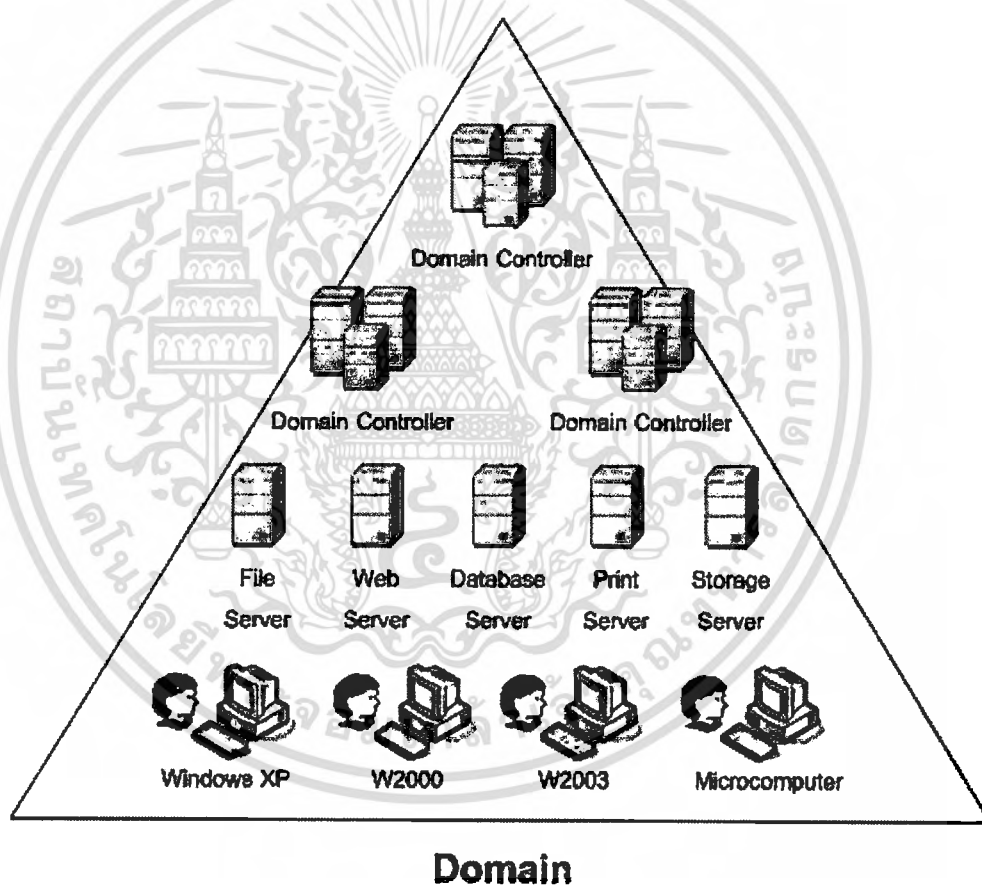 Domain Controller
Domain Controller Domain Controller
File Web Database Print Storage
Server Server Server Server Server
Windows XP W2000 W2003 Microcomputer
Domain